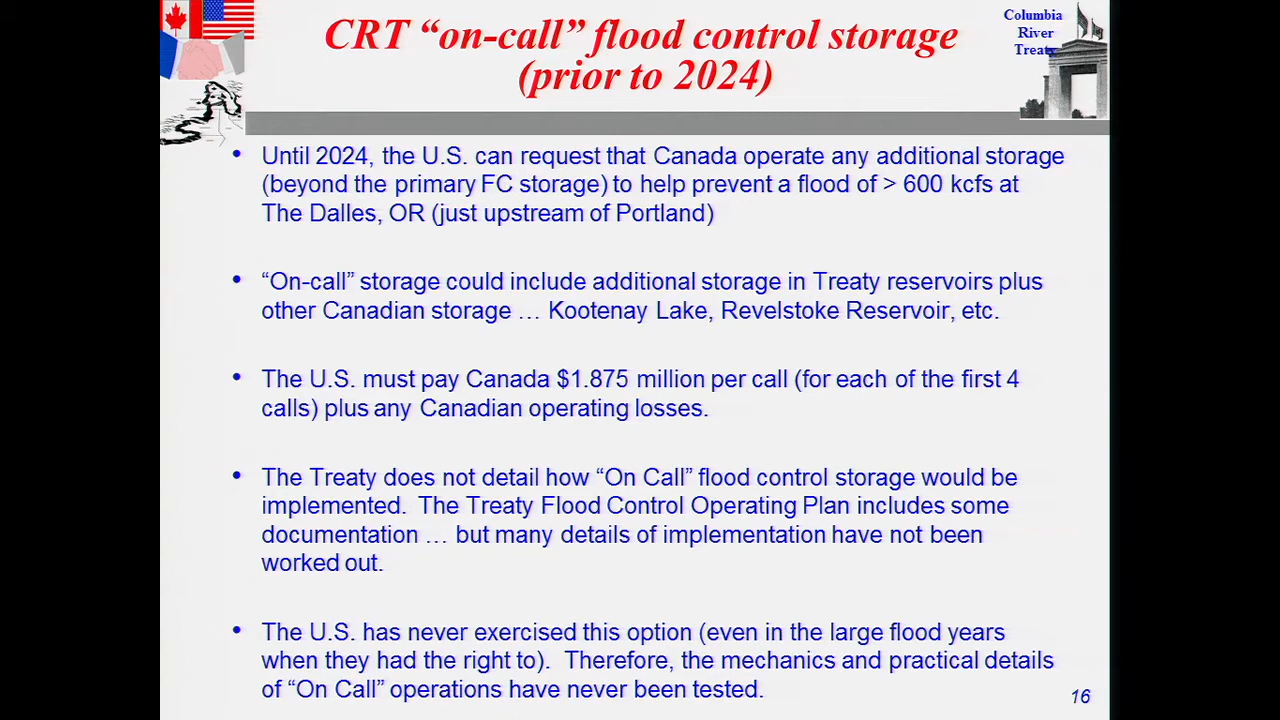 CRT “on-call” flood control storage
(prior to 2024)
Columbia
River
Treaty
• Until 2024, the U.S. can request that Canada operate any additional storage
(beyond the primary FC storage) to help prevent a flood of > 600 kcfs at
The Dalles, OR (just upstream of Portland)
• “On-call” storage could include additional storage in Treaty reservoirs plus
other Canadian storage … Kootenay Lake, Revelstoke Reservoir, etc.
• The U.S. must pay Canada $1.875 million per call (for each of the first 4
calls) plus any Canadian operating losses.
• The Treaty does not detail how “On Call” flood control storage would be
implemented.  The Treaty Flood Control Operating Plan includes some
documentation … but many details of implementation have not been
worked out.
• The U.S. has never exercised this option (even in the large flood years
when they had the right to).  Therefore, the mechanics and practical details
of “On Call” operations have never been tested.
16